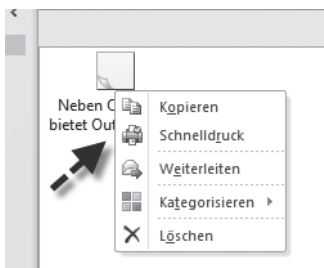 Neben O
bietet Out
Kopieren
Schnelldruck
Weiterleiten
Kategorisieren
Löschen